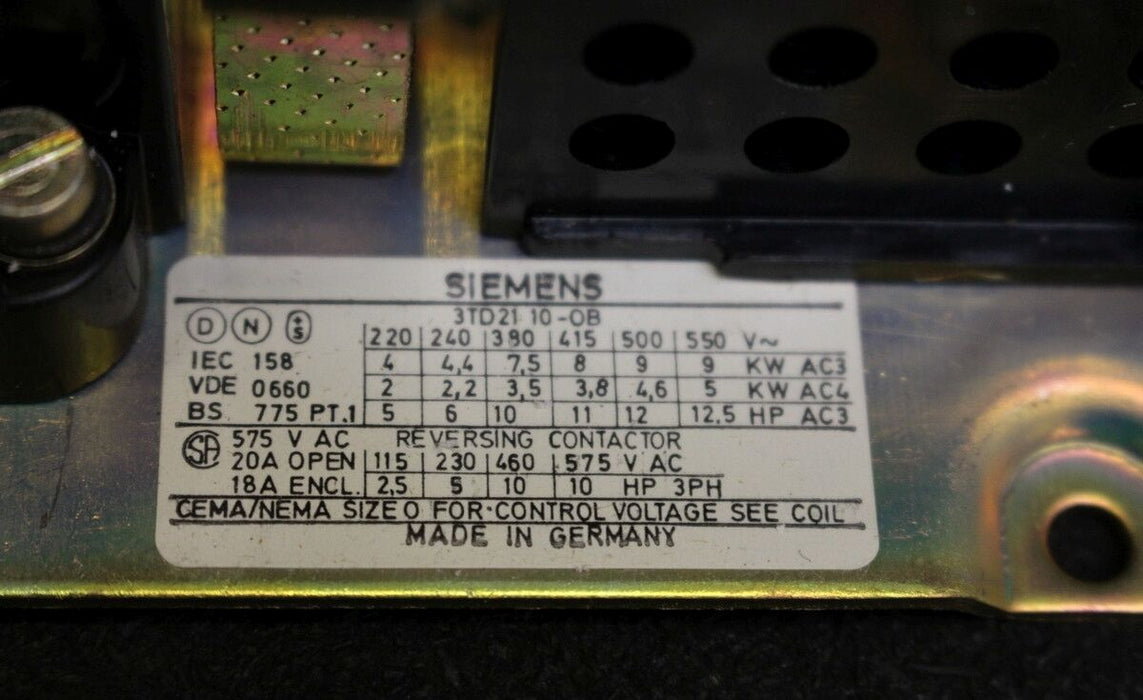 SIEMENS
3TD21 10-0B
D N +S
220 240 380 415 500 550 V~
IEC 158 4 4,4 7,5 8 9 9 KW AC3
VDE 0660 2 2,2 3,5 3,8 4,6 5 KW AC4
BS 775 PT.1 5 6 10 11 12 12.5 HP AC3
SA 575 V AC REVERSING CONTACTOR
20A OPEN 115 230 460 575 V AC
18A ENCL. 2,5 5 10 10 HP 3PH
CEMA/NEMA SIZE 0 FOR CONTROL VOLTAGE SEE COIL
MADE IN GERMANY